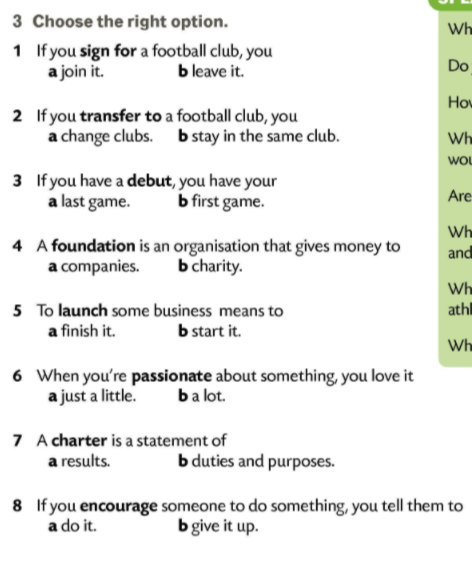 3 Choose the right option.
1 If you sign for a football club, you
a join it. b leave it.
2 If you transfer to a football club, you
a change clubs. b stay in the same club.
3 If you have a debut, you have your
a last game. b first game.
4 A foundation is an organisation that gives money to
a companies. b charity.
5 To launch some business means to
a finish it. b start it.
6 When you're passionate about something, you love it
a just a little. b a lot.
7 A charter is a statement of
a results. b duties and purposes.
8 If you encourage someone to do something, you tell them to
a do it. b give it up.
Wh
Do
Wh
Are
Wh
and
Wh
athl
Wh